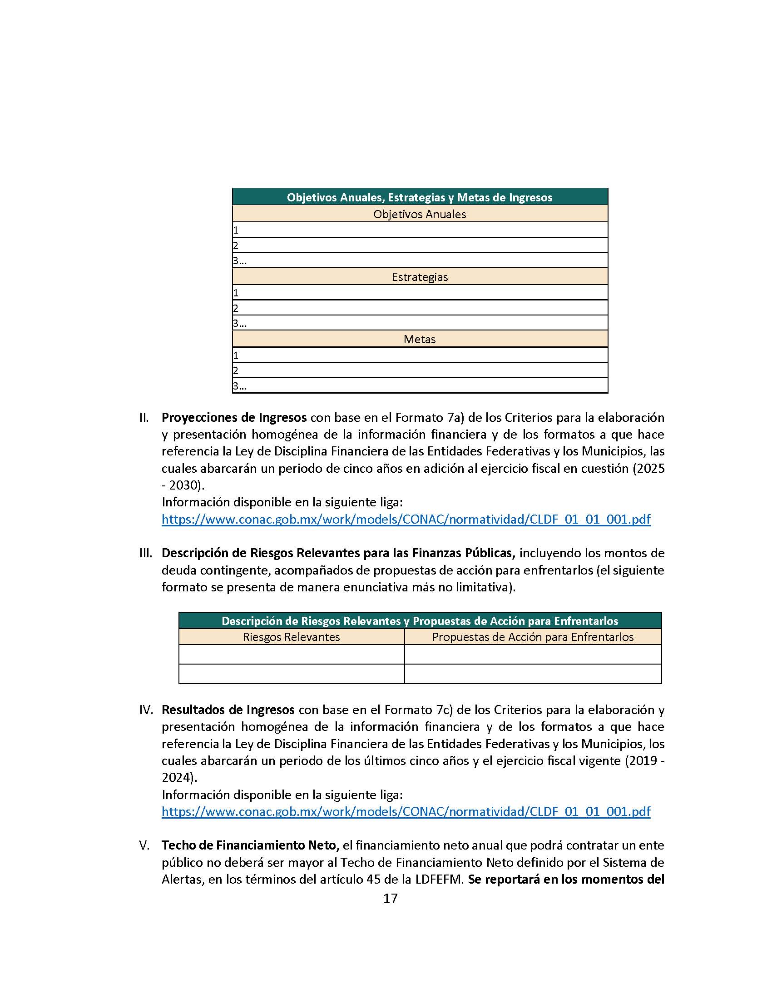 Objetivos Anuales, Estrategias y Metas de Ingresos
Objetivos Anuales
1
2
3...
Estrategias
1
2
3...
Metas
1
2
3...
II. Proyecciones de Ingresos con base en el Formato 7a) de los Criterios para la elaboración
y presentación homogénea de la información financiera y de los formatos a que hace
referencia la Ley de Disciplina Financiera de las Entidades Federativas y los Municipios, las
cuales abarcarán un periodo de cinco años en adición al ejercicio fiscal en cuestión (2025
- 2030).
Información disponible en la siguiente liga:
https://www.conac.gob.mx/work/models/CONAC/normatividad/CLDF_01_01_001.pdf
III. Descripción de Riesgos Relevantes para las Finanzas Públicas, incluyendo los montos de
deuda contingente, acompañados de propuestas de acción para enfrentarlos (el siguiente
formato se presenta de manera enunciativa más no limitativa).
Descripción de Riesgos Relevantes y Propuestas de Acción para Enfrentarlos
Riesgos Relevantes Propuestas de Acción para Enfrentarlos
IV. Resultados de Ingresos con base en el Formato 7c) de los Criterios para la elaboración y
presentación homogénea de la información financiera y de los formatos a que hace
referencia la Ley de Disciplina Financiera de las Entidades Federativas y los Municipios, los
cuales abarcarán un periodo de los últimos cinco años y el ejercicio fiscal vigente (2019 -
2024).
Información disponible en la siguiente liga:
https://www.conac.gob.mx/work/models/CONAC/normatividad/CLDF_01_01_001.pdf
V. Techo de Financiamiento Neto, el financiamiento neto anual que podrá contratar un ente
público no deberá ser mayor al Techo de Financiamiento Neto definido por el Sistema de
Alertas, en los términos del artículo 45 de la LDFEFM. Se reportará en los momentos del
17